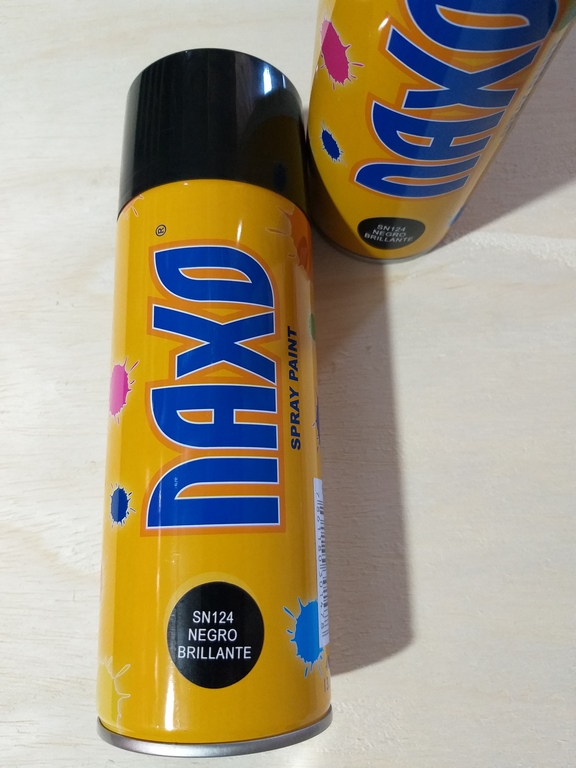 NAXO
®
SPRAY PAINT
SN124
NEGRO
BRILLANTE
NAXO
SN124
NEGRO
BRILLANTE